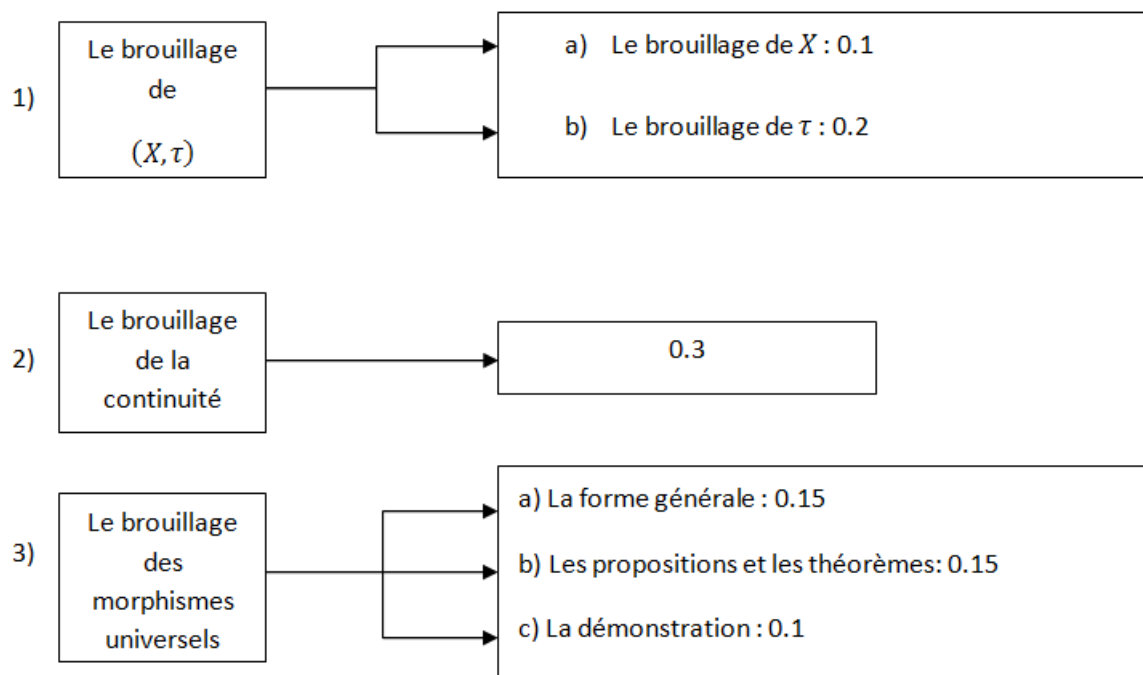 Le brouillage
de
1)
(X, τ)
a) Le brouillage de X : 0.1
b) Le brouillage de τ : 0.2
Le brouillage
2) de la
continuité
0.3
Le brouillage
3) des
morphismes
universels
a) La forme générale : 0.15
b) Les propositions et les théorèmes: 0.15
c) La démonstration : 0.1